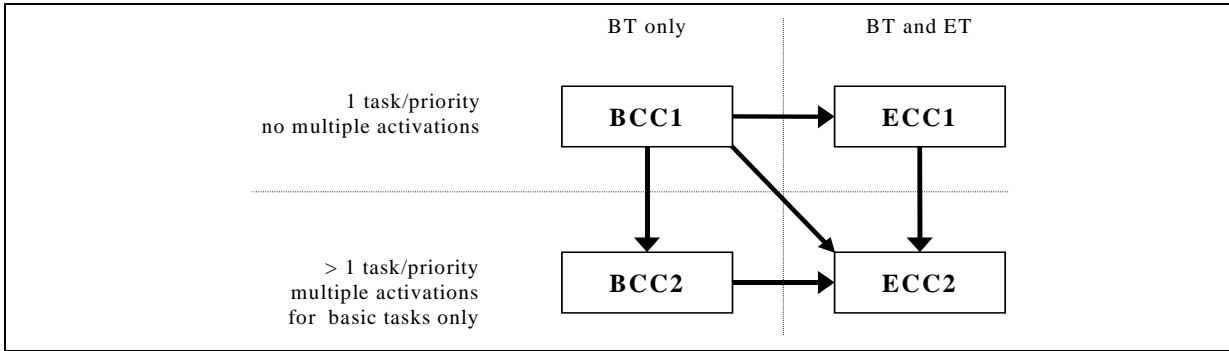 BT only
BT and ET
1 task/priority
no multiple activations
BCC1
ECC1
> 1 task/priority
multiple activations
for basic tasks only
BCC2
ECC2